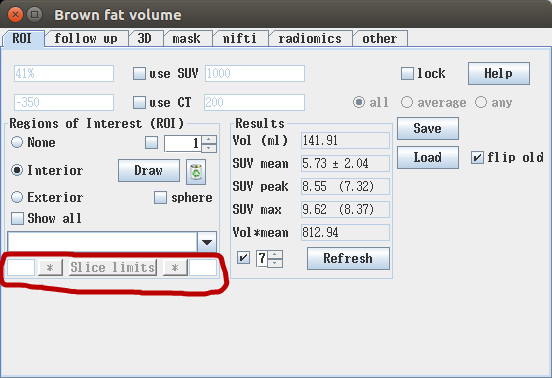 Brown fat volume
ROI follow up 3D mask nifti radiomics other
41% use SUV 1000 lock Help
-350 use CT 200 all average any
Regions of Interest (ROI)
None 1
Interior Draw
Exterior sphere
Show all
* Slice limits *
Results
Vol (ml) 141.91
SUV mean 5.73 ± 2.04
SUV peak 8.55 (7.32)
SUV max 9.62 (8.37)
Vol*mean 812.94
7 Refresh
Save
Load flip old